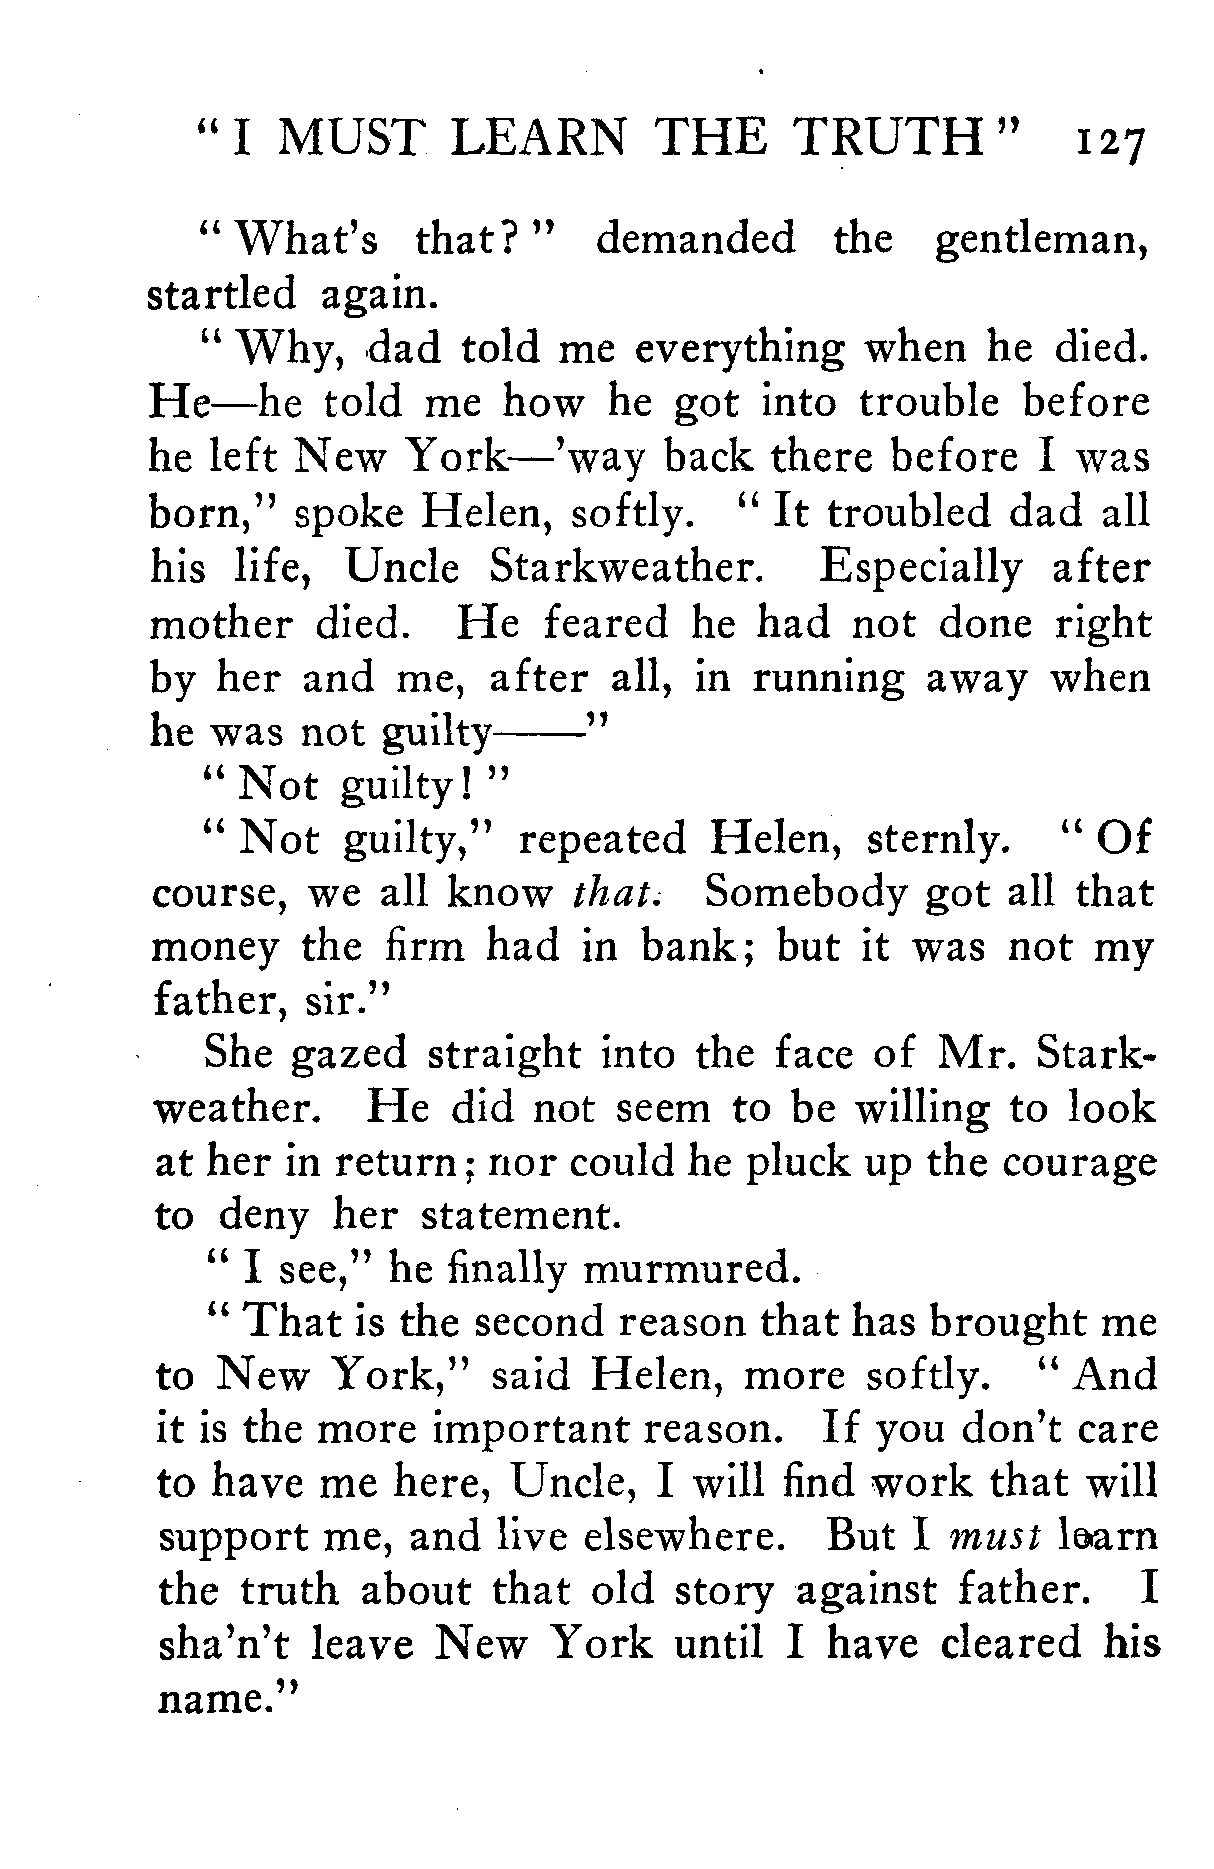 " I MUST LEARN THE TRUTH " 127
" What's that? " demanded the gentleman,
startled again.
" Why, dad told me everything when he died.
He—he told me how he got into trouble before
he left New York—'way back there before I was
born," spoke Helen, softly. " It troubled dad all
his life, Uncle Starkweather. Especially after
mother died. He feared he had not done right
by her and me, after all, in running away when
he was not guilty——"
" Not guilty! "
" Not guilty," repeated Helen, sternly. " Of
course, we all know that. Somebody got all that
money the firm had in bank; but it was not my
father, sir."
She gazed straight into the face of Mr. Stark-
weather. He did not seem to be willing to look
at her in return; nor could he pluck up the courage
to deny her statement.
" I see," he finally murmured.
" That is the second reason that has brought me
to New York," said Helen, more softly. " And
it is the more important reason. If you don't care
to have me here, Uncle, I will find work that will
support me, and live elsewhere. But I must learn
the truth about that old story against father. I
sha'n't leave New York until I have cleared his
name."